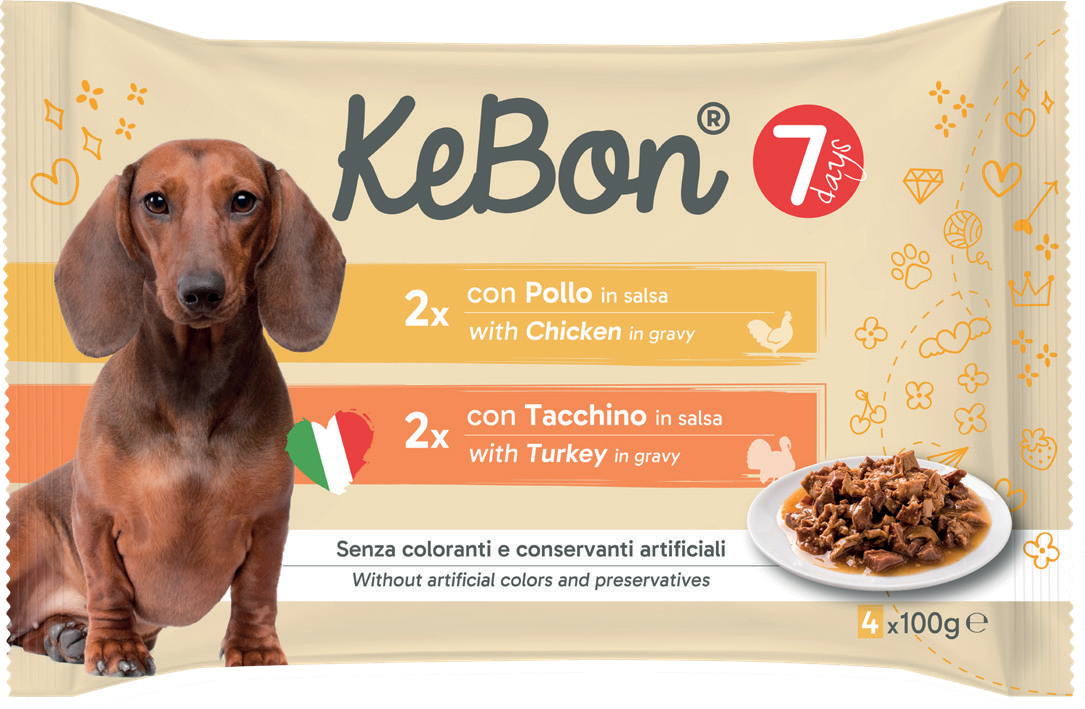 KeBon®
7 days
2x
con Pollo in salsa
with Chicken in gravy
2x
con Tacchino in salsa
with Turkey in gravy
Senza coloranti e conservanti artificiali
Without artificial colors and preservatives
4 x100g ℮